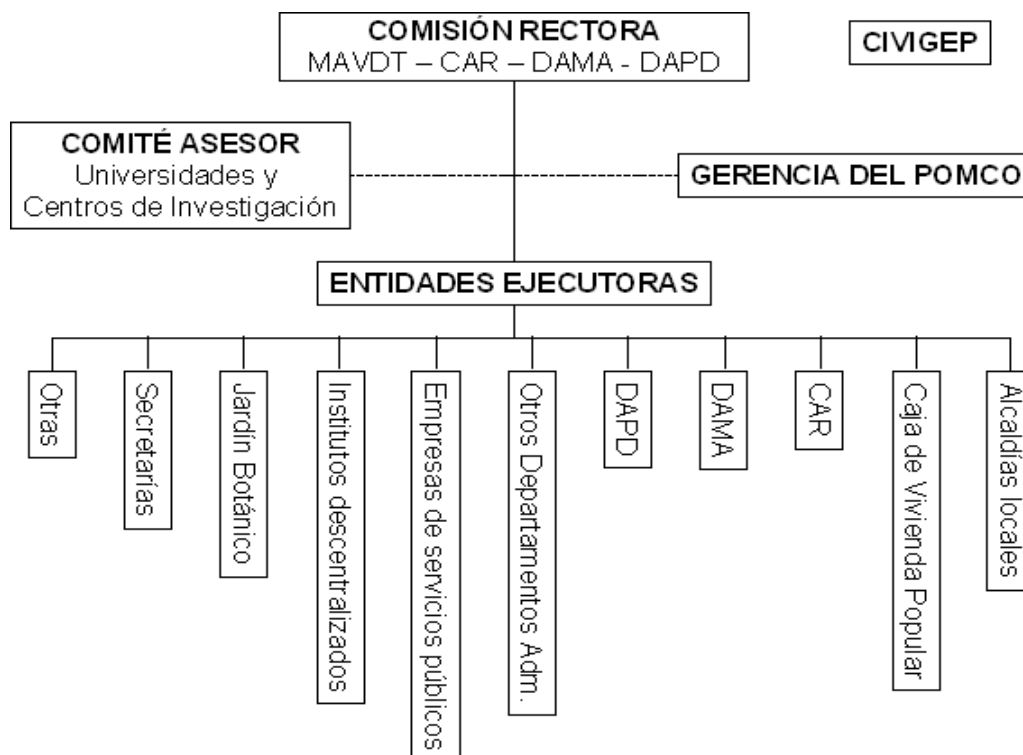 COMISIÓN RECTORA
MAVDT – CAR – DAMA - DAPD
CIVIGEP
COMITÉ ASESOR
Universidades y
Centros de Investigación
GERENCIA DEL POMCO
ENTIDADES EJECUTORAS
Otras
Secretarías
Jardín Botánico
Institutos descentralizados
Empresas de servicios públicos
Otros Departamentos Adm.
DAPD
DAMA
CAR
Caja de Vivienda Popular
Alcaldías locales